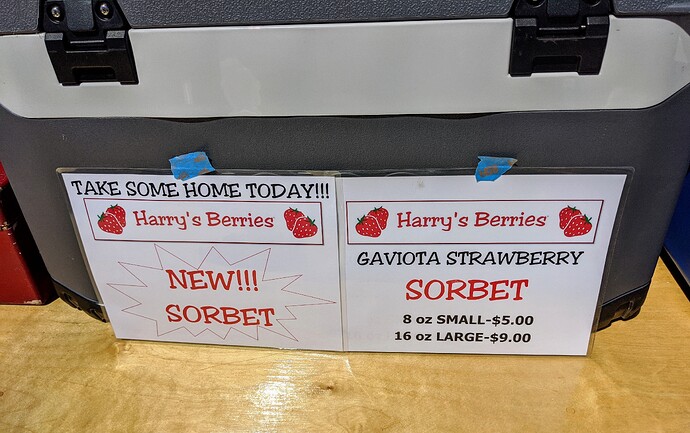 TAKE SOME HOME TODAY!!!
Harry's Berries
NEW!!!
SORBET
Harry's Berries
GAVIOTA STRAWBERRY
SORBET
8 oz SMALL-$5.00
16 oz LARGE-$9.00